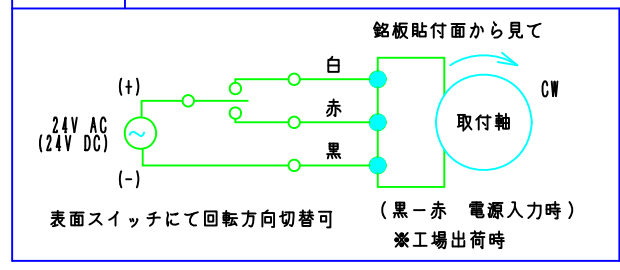 銘板貼付面から見て
白
(+)
CW
赤
24V AC
(24V DC)
取付軸
黒
(-)
(黒ー赤 電源入力時)
表面スイッチにて回転方向切替可
※工場出荷時